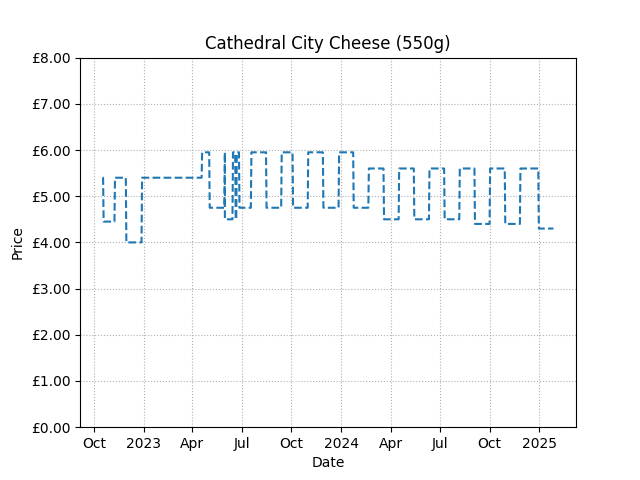 Cathedral City Cheese (550g)
£8.00
£7.00
£6.00
£5.00
£4.00
£3.00
£2.00
£1.00
£0.00
Price
Oct 2023 Apr Jul Oct 2024 Apr Jul Oct 2025
Date